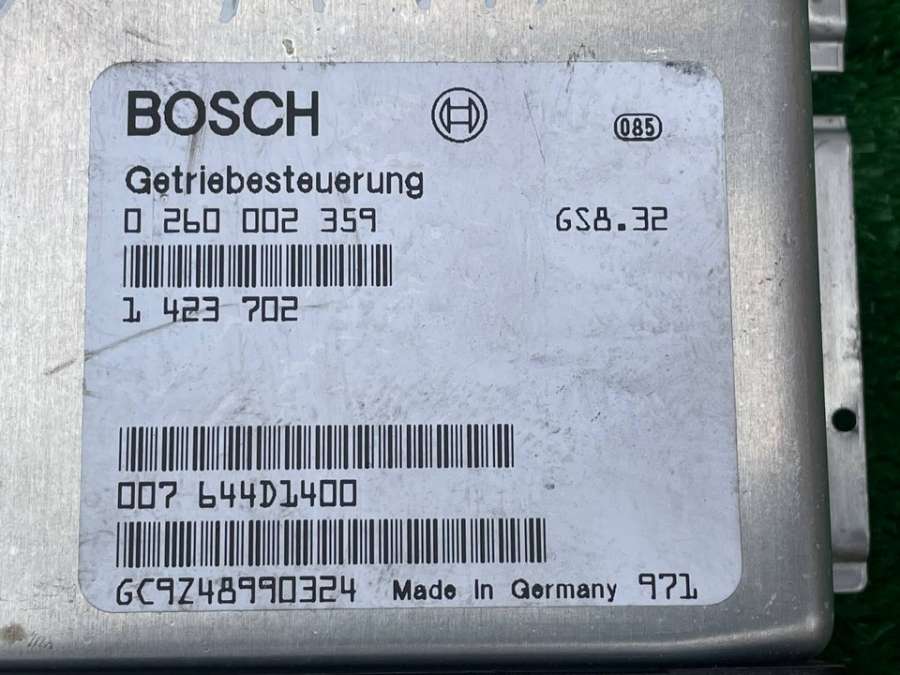 BOSCH
085
Getriebesteuerung
0 260 002 359 GS8.32
1 423 702
007 644D1400
GC9Z48990324 Made In Germany 971